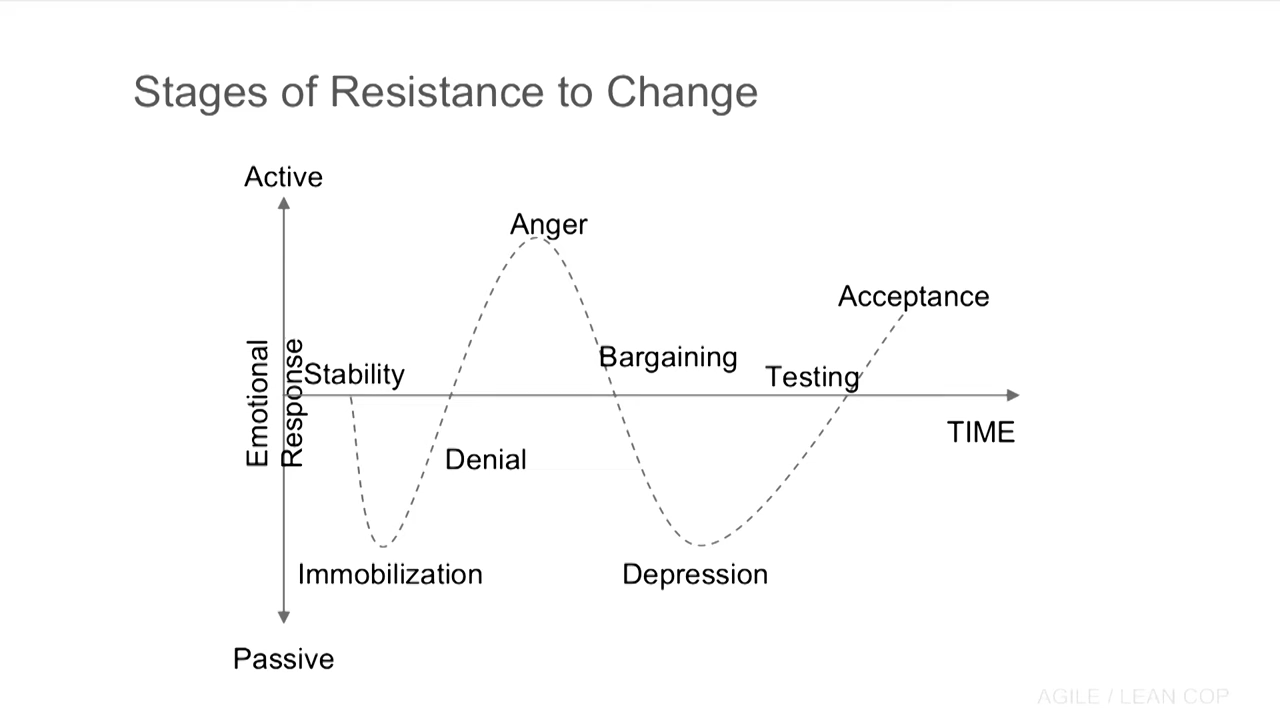 Stages of Resistance to Change
Active
Anger
Acceptance
Emotional
Response
Stability
Bargaining
Testing
TIME
Denial
Immobilization
Depression
Passive
AGILE / LEAN COP